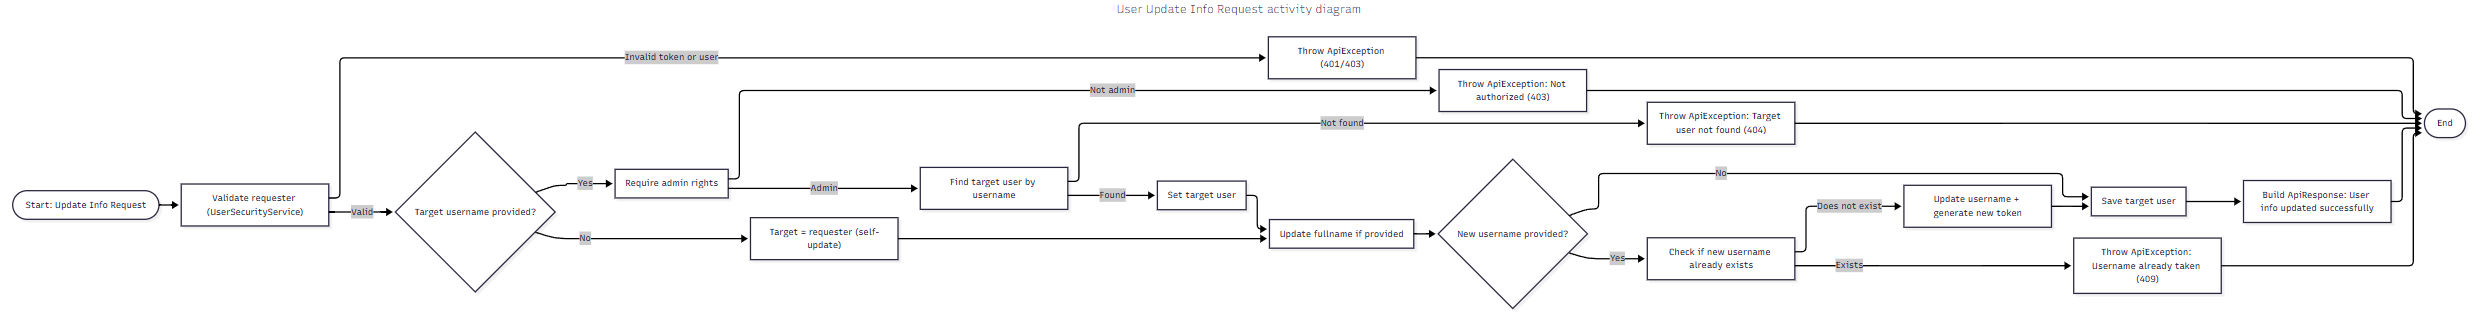 User Update Info Request activity diagram
Invalid token or user
Throw ApiException
(401/403)
Not admin
Throw ApiException: Not
authorized (403)
Not found
Throw ApiException: Target
user not found (404)
End
Start: Update Info Request
Validate requester
(UserSecurityService)
Valid
Target username provided?
Yes
Require admin rights
Admin
Find target user by
username
Found
Set target user
No
Target = requester (self-
update)
Update fullname if provided
New username provided?
No
Yes
Check if new username
already exists
Does not exist
Update username +
generate new token
Save target user
Build ApiResponse: User
info updated successfully
Exists
Throw ApiException:
Username already taken
(409)